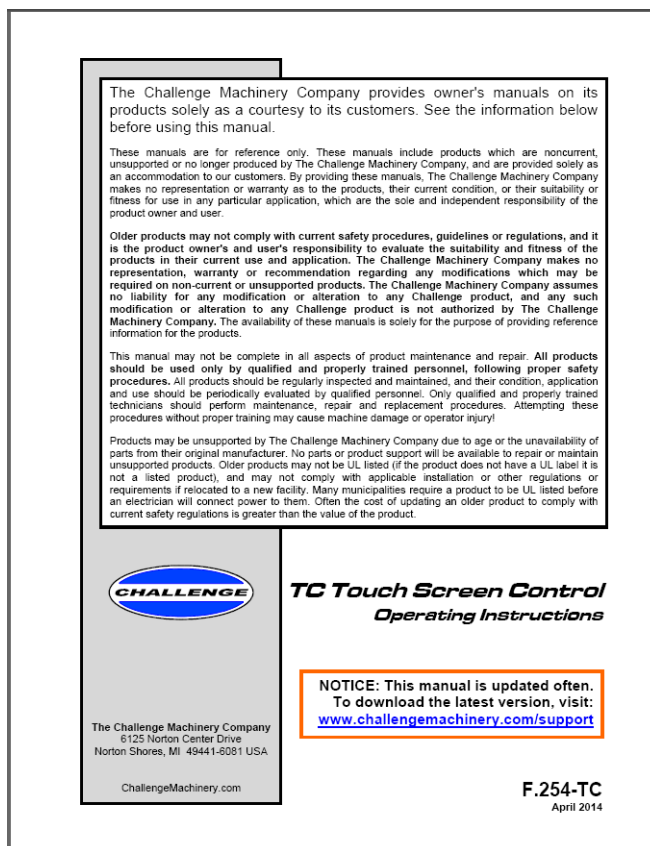 The Challenge Machinery Company provides owner's manuals on its
products solely as a courtesy to its customers. See the information below
before using this manual.
These manuals are for reference only. These manuals include products which are noncurrent,
unsupported or no longer produced by The Challenge Machinery Company, and are provided solely as
an accommodation to our customers. By providing these manuals, The Challenge Machinery Company
makes no representation or warranty as to the products, their current condition, or their suitability or
fitness for use in any particular application, which are the sole and independent responsibility of the
product owner and user.
Older products may not comply with current safety procedures, guidelines or regulations, and it
is the product owner's and user's responsibility to evaluate the suitability and fitness of the
products in their current use and application. The Challenge Machinery Company makes no
representation, warranty or recommendation regarding any modifications which may be
required on non-current or unsupported products. The Challenge Machinery Company assumes
no liability for any modification or alteration to any Challenge product, and any such
modification or alteration to any Challenge product is not authorized by The Challenge
Machinery Company. The availability of these manuals is solely for the purpose of providing reference
information for the products.
This manual may not be complete in all aspects of product maintenance and repair. All products
should be used only by qualified and properly trained personnel, following proper safety
procedures. All products should be regularly inspected and maintained, and their condition, application
and use should be periodically evaluated by qualified personnel. Only qualified and properly trained
technicians should perform maintenance, repair and replacement procedures. Attempting these
procedures without proper training may cause machine damage or operator injury!
Products may be unsupported by The Challenge Machinery Company due to age or the unavailability of
parts from their original manufacturer. No parts or product support will be available to repair or maintain
unsupported products. Older products may not be UL listed (if the product does not have a UL label it is
not a listed product), and may not comply with applicable installation or other regulations or
requirements if relocated to a new facility. Many municipalities require a product to be UL listed before
an electrician will connect power to them. Often the cost of updating an older product to comply with
current safety regulations is greater than the value of the product.
CHALLENGE
TC Touch Screen Control
Operating Instructions
NOTICE: This manual is updated often.
To download the latest version, visit:
www.challengemachinery.com/support
The Challenge Machinery Company
6125 Norton Center Drive
Norton Shores, MI 49441-6081 USA
ChallengeMachinery.com
F.254-TC
April 2014